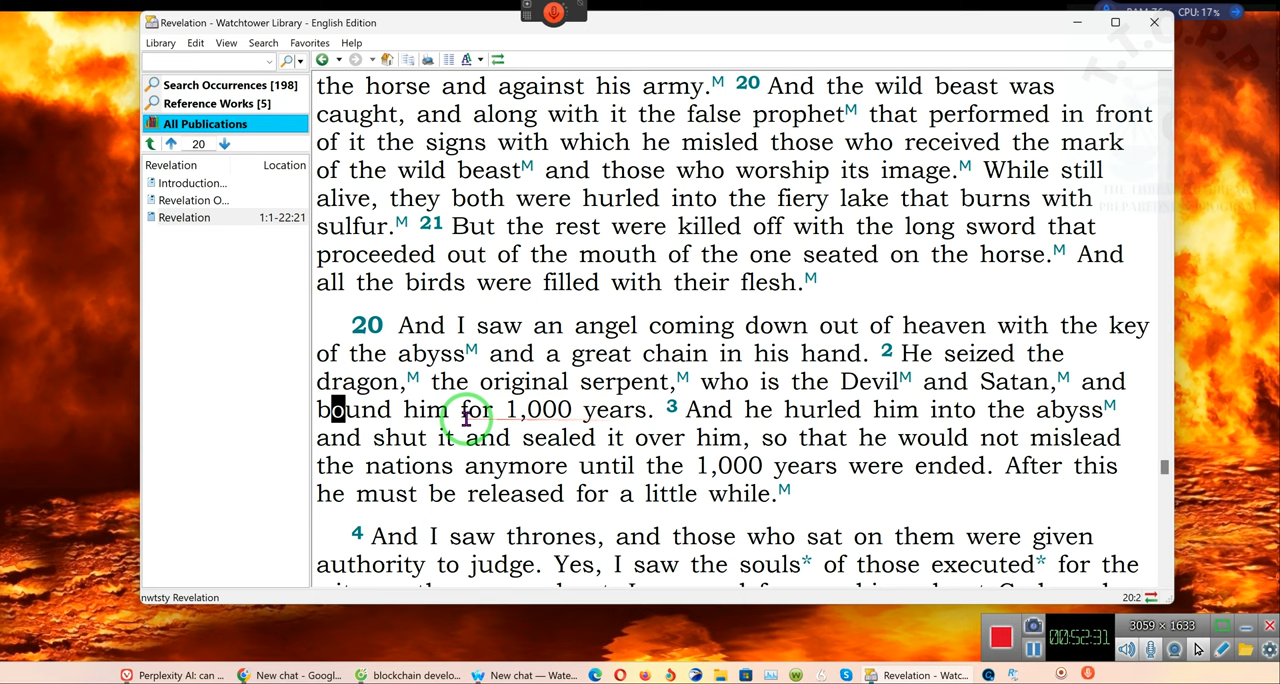 RAM 76% CPU: 17%
Revelation - Watchtower Library - English Edition
Library Edit View Search Favorites Help
Search Occurrences [198]
Reference Works [5]
All Publications
20
Revelation Location
Introduction...
Revelation O...
Revelation 1:1-22:21
the horse and against his army.M 20 And the wild beast was
caught, and along with it the false prophetM that performed in front
of it the signs with which he misled those who received the mark
of the wild beastM and those who worship its image.M While still
alive, they both were hurled into the fiery lake that burns with
sulfur.M 21 But the rest were killed off with the long sword that
proceeded out of the mouth of the one seated on the horse.M And
all the birds were filled with their flesh.M
20 And I saw an angel coming down out of heaven with the key
of the abyssM and a great chain in his hand. 2 He seized the
dragon,M the original serpent,M who is the DevilM and Satan,M and
bound him for 1,000 years. 3 And he hurled him into the abyssM
and shut it and sealed it over him, so that he would not mislead
the nations anymore until the 1,000 years were ended. After this
he must be released for a little while.M
4 And I saw thrones, and those who sat on them were given
authority to judge. Yes, I saw the souls* of those executed* for the
nwtsty Revelation
20:2
T.T.O.P.P
00:52:31
3059 × 1633
Perplexity AI: can ...
New chat - Googl...
blockchain develo...
New chat — Wate...
Revelation - Watc...